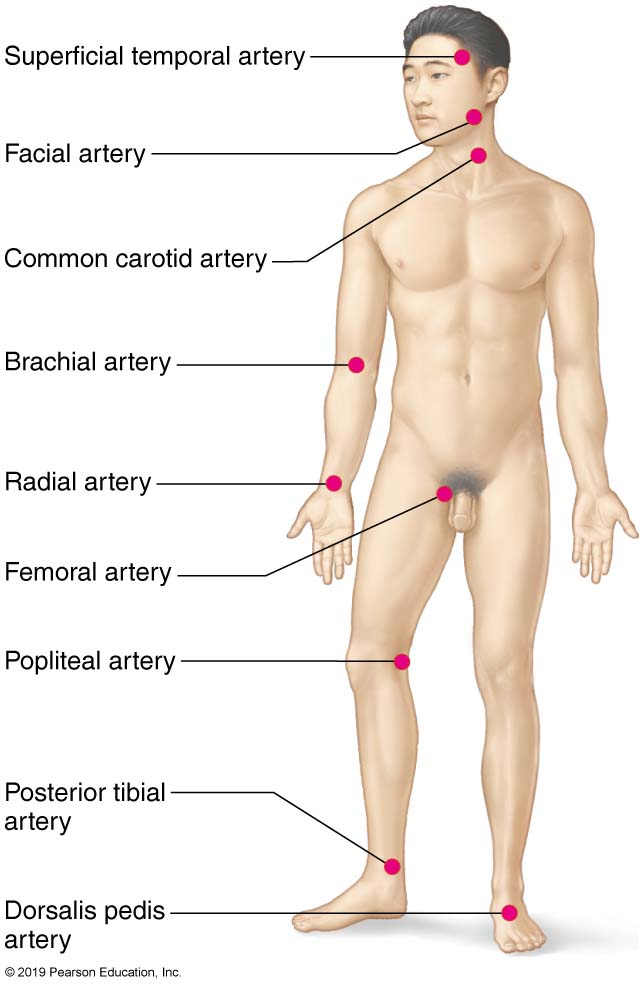 Superficial temporal artery
Facial artery
Common carotid artery
Brachial artery
Radial artery
Femoral artery
Popliteal artery
Posterior tibial
artery
Dorsalis pedis
artery
© 2019 Pearson Education, Inc.